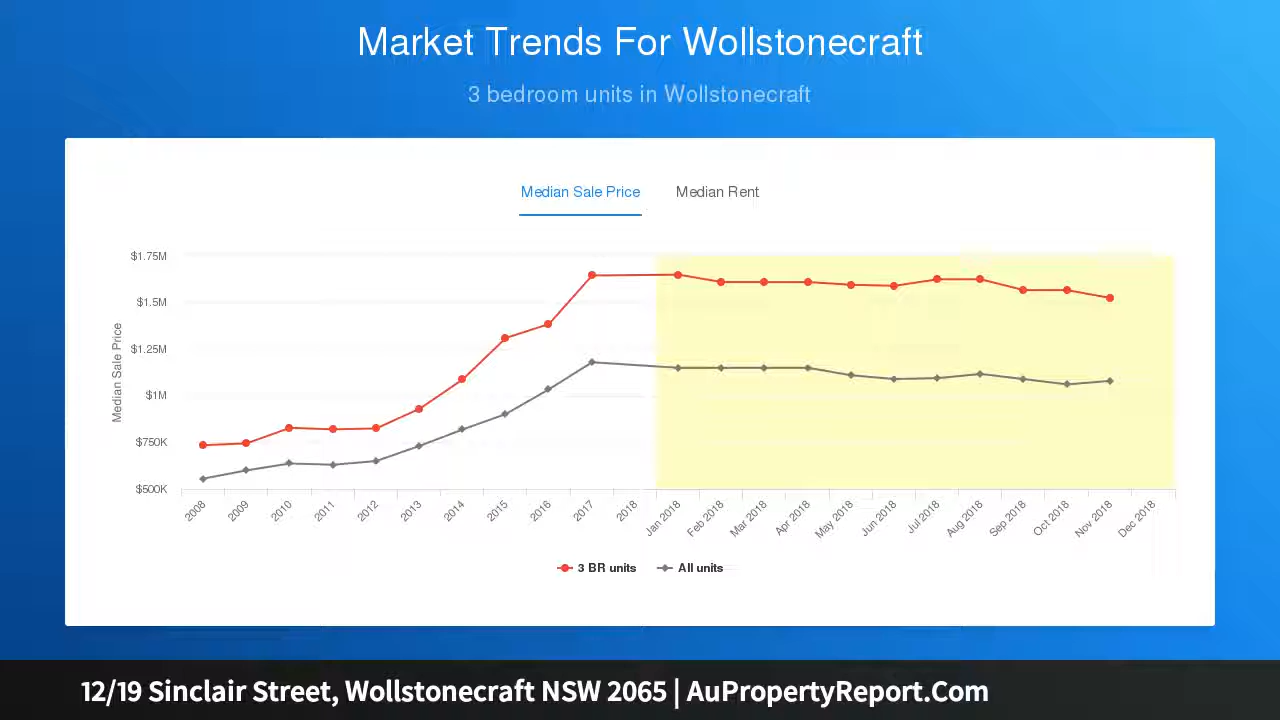 Market Trends For Wollstonecraft
3 bedroom units in Wollstonecraft
Median Sale Price
Median Rent
Median Sale Price
$1.75M
$1.5M
$1.25M
$1M
$750K
$500K
2008
2009
2010
2011
2012
2013
2014
2015
2016
2017
2018
Jan 2018
Feb 2018
Mar 2018
Apr 2018
May 2018
Jun 2018
Jul 2018
Aug 2018
Sep 2018
Oct 2018
Nov 2018
Dec 2018
3 BR units
All units
12/19 Sinclair Street, Wollstonecraft NSW 2065 | AuPropertyReport.Com